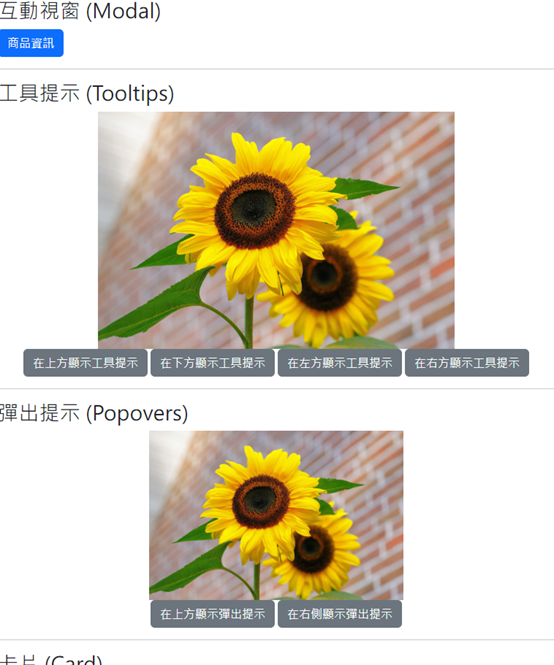 互動視窗 (Modal)
商品資訊
工具提示 (Tooltips)
在上方顯示工具提示 在下方顯示工具提示 在左方顯示工具提示 在右方顯示工具提示
彈出提示 (Popovers)
在上方顯示彈出提示 在右側顯示彈出提示
卡片 (Card)